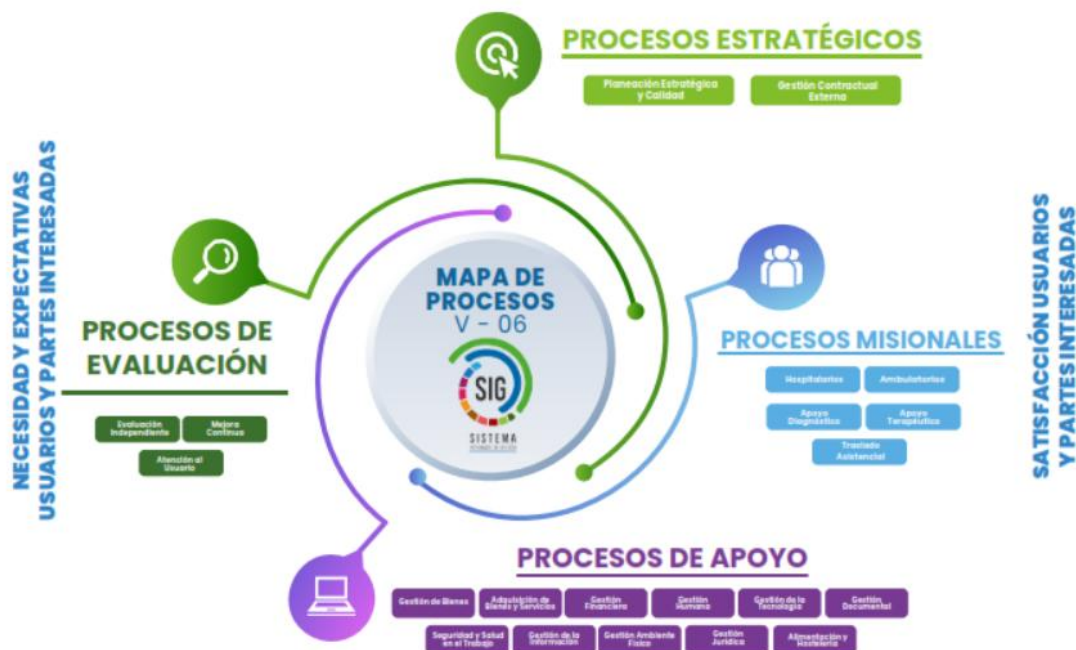 PROCESOS ESTRATÉGICOS
Planeación Estratégica
y Calidad
Gestión Contractual
Externa
NECESIDAD Y EXPECTATIVAS
USUARIOS Y PARTES INTERESADAS
PROCESOS DE
EVALUACIÓN
Evaluación
Independiente
Mejora
Continua
Atención al
Usuario
MAPA DE
PROCESOS
V - 06
SIG
SISTEMA
PROCESOS MISIONALES
Hospitalarios
Ambulatorios
Apoyo
Diagnóstico
Apoyo
Terapéutico
Traslado
Asistencial
SATISFACCIÓN USUARIOS
Y PARTES INTERESADAS
PROCESOS DE APOYO
Gestión de Bienes
Adquisición de
Bienes y Servicios
Gestión
Financiera
Gestión
Humana
Gestión de la
Tecnología
Gestión
Documental
Seguridad y Salud
en el Trabajo
Gestión de la
Información
Gestión Ambiente
Físico
Gestión
Jurídica
Alimentación y
Hostelería